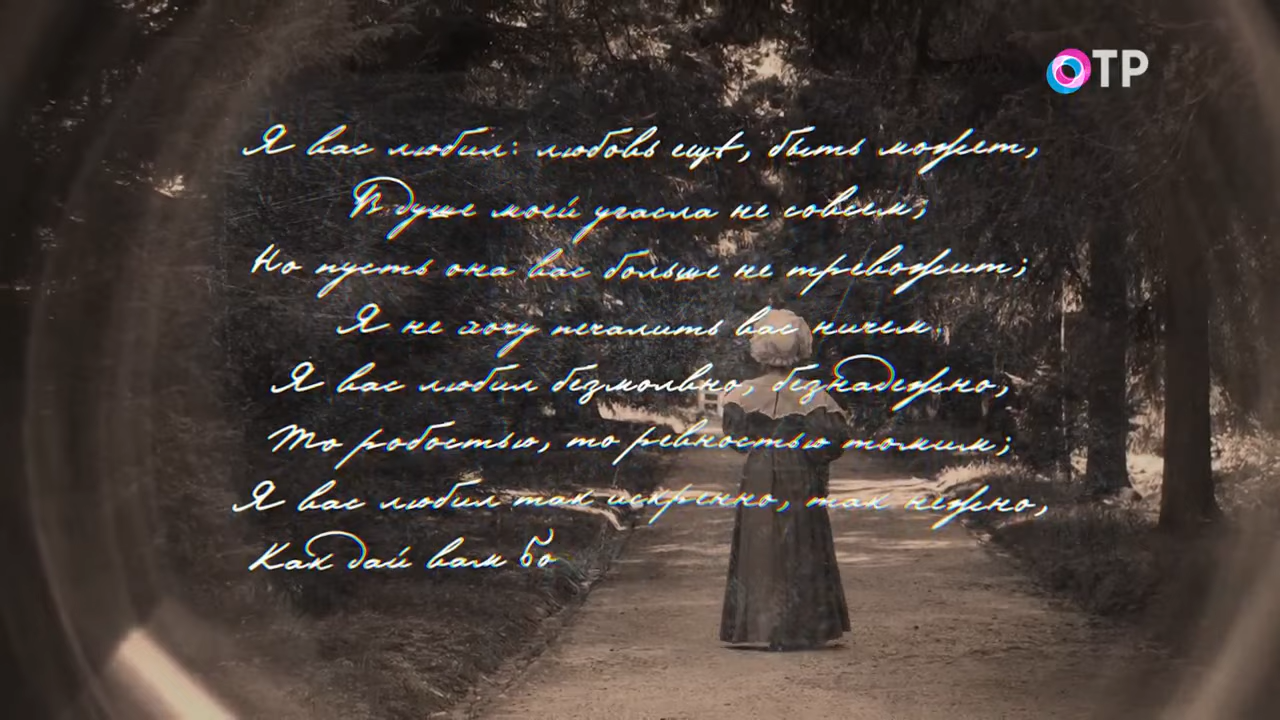 ОТР
Я вас любил: любовь ещё, быть может,
В душе моей угасла не совсем;
Но пусть она вас больше не тревожит;
Я не хочу печалить вас ничем.
Я вас любил безмолвно, безнадежно,
То робостью, то ревностью томим;
Я вас любил так искренно, так нежно,
Как дай вам бо